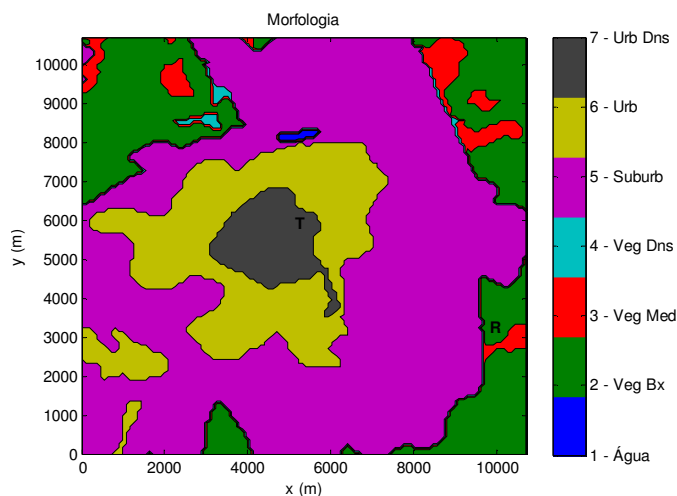 Morfologia
10000
9000
8000
7000
6000
5000
4000
3000
2000
1000
0
y (m)
T
R
0 2000 4000 6000 8000 10000
x (m)
7 - Urb Dns
6 - Urb
5 - Suburb
4 - Veg Dns
3 - Veg Med
2 - Veg Bx
1 - Água